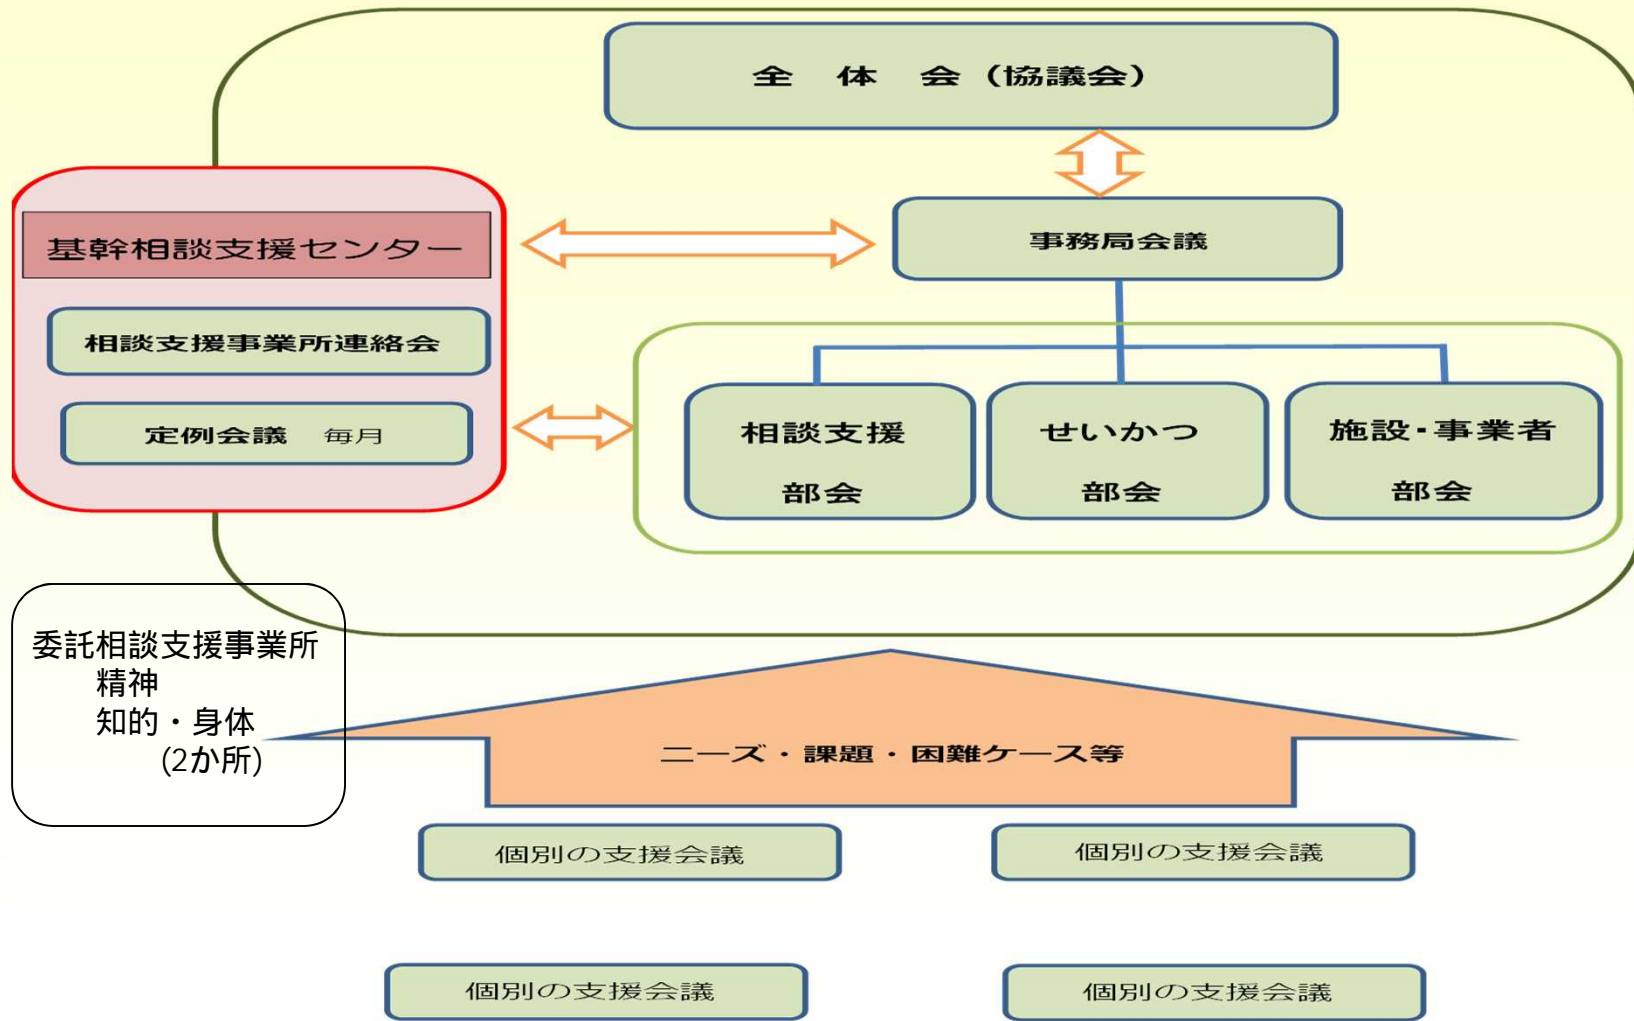 全 体 会（協議会）
基幹相談支援センター
事務局会議
相談支援事業所連絡会
定例会議 毎月
相談支援
部会
せいかつ
部会
施設・事業者
部会
委託相談支援事業所
精神
知的・身体
(2か所)
ニーズ・課題・困難ケース等
個別の支援会議
個別の支援会議
個別の支援会議
個別の支援会議